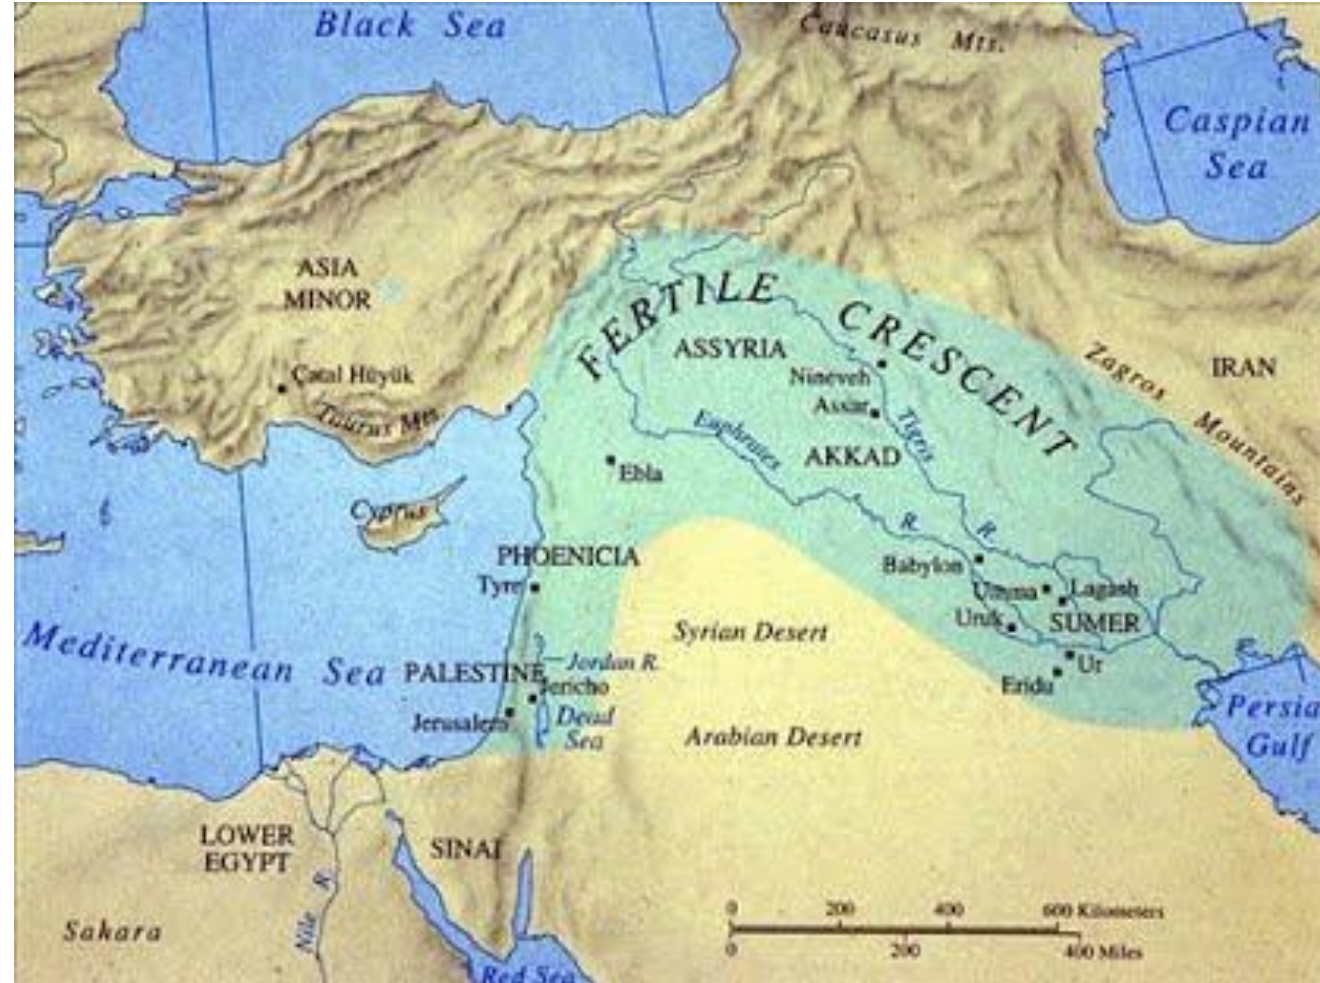 Black Sea
Caucasus Mts.
Caspian
Sea
ASIA
MINOR
FERTILE CRESCENT
ASSYRIA
Zagros Mountains
IRAN
Çatal Hüyük
Nineveh
Taurus Mts.
Assur
Tigris
Euphrates
AKKAD
Ebla
Cyprus
R.
R.
PHOENICIA
Babylon
Tyre
Umma
Lagash
Uruk
SUMER
Mediterranean Sea
Syrian Desert
PALESTINE
Jordan R.
Ur
Jericho
Eridu
Jerusalem
Dead
Sea
Arabian Desert
Persia
Gulf
LOWER
EGYPT
SINAI
Nile R.
Sakara
0 200 400 600 Kilometers
0 200 400 Miles
Red Sea